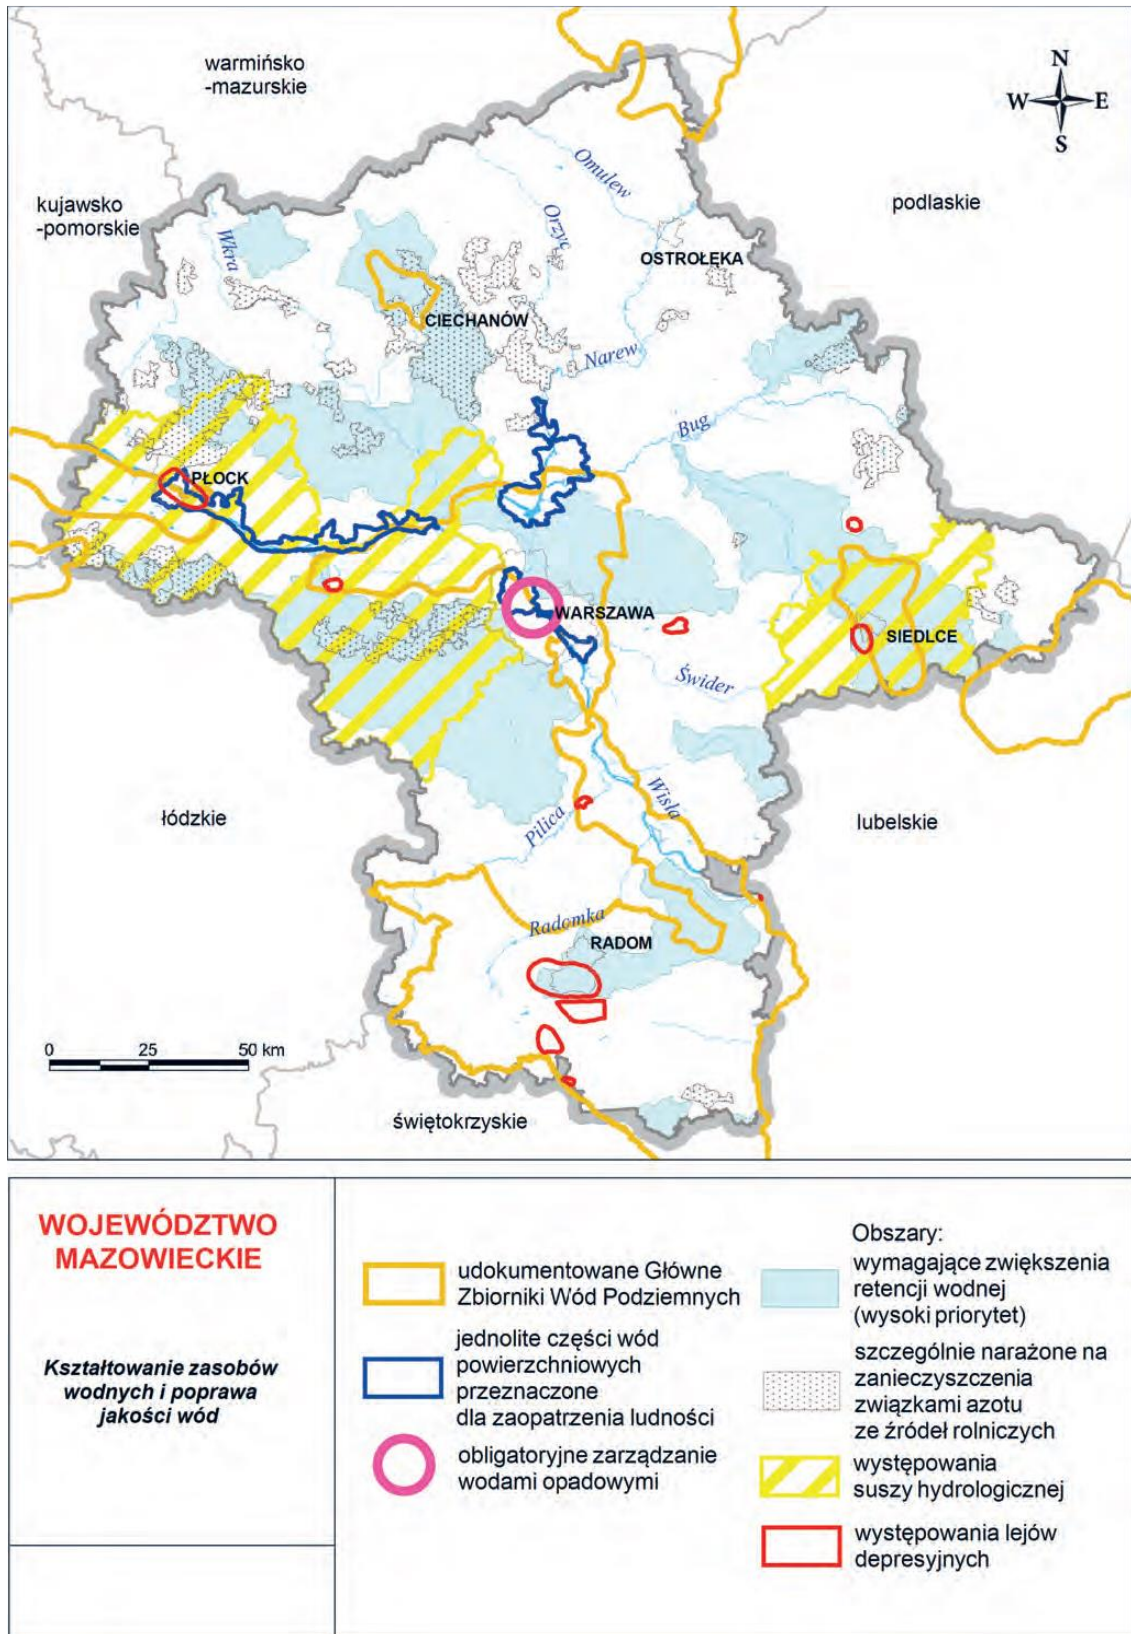 warmińsko
-mazurskie
N
W
E
S
kujawsko
-pomorskie
podlaskie
Omulew
Orzyc
Wkra
OSTROŁĘKA
CIECHANÓW
Narew
Bug
PŁOCK
WARSZAWA
SIEDLCE
Świder
Wisła
Pilica
łódzkie
lubelskie
Radomka
RADOM
0 25 50 km
świętokrzyskie
WOJEWÓDZTWO
MAZOWIECKIE
Kształtowanie zasobów
wodnych i poprawa
jakości wód
udokumentowane Główne
Zbiorniki Wód Podziemnych
jednolite części wód
powierzchniowych
przeznaczone
dla zaopatrzenia ludności
obligatoryjne zarządzanie
wodami opadowymi
Obszary:
wymagające zwiększenia
retencji wodnej
(wysoki priorytet)
szczególnie narażone na
zanieczyszczenia
związkami azotu
ze źródeł rolniczych
występowania
suszy hydrologicznej
występowania lejów
depresyjnych